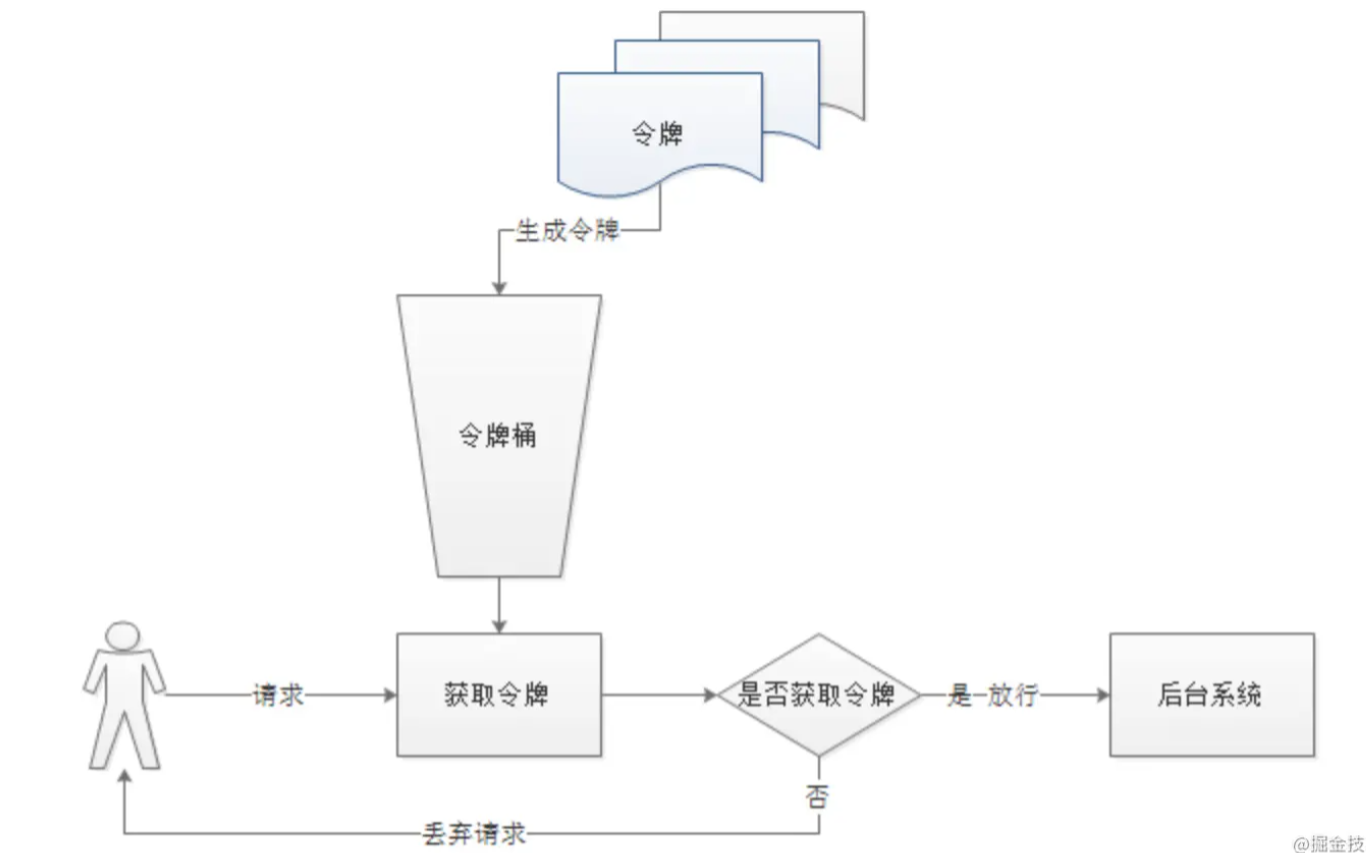 令牌
生成令牌
令牌桶
请求
获取令牌
是否获取令牌
是 放行
后台系统
否
丢弃请求
@掘金技